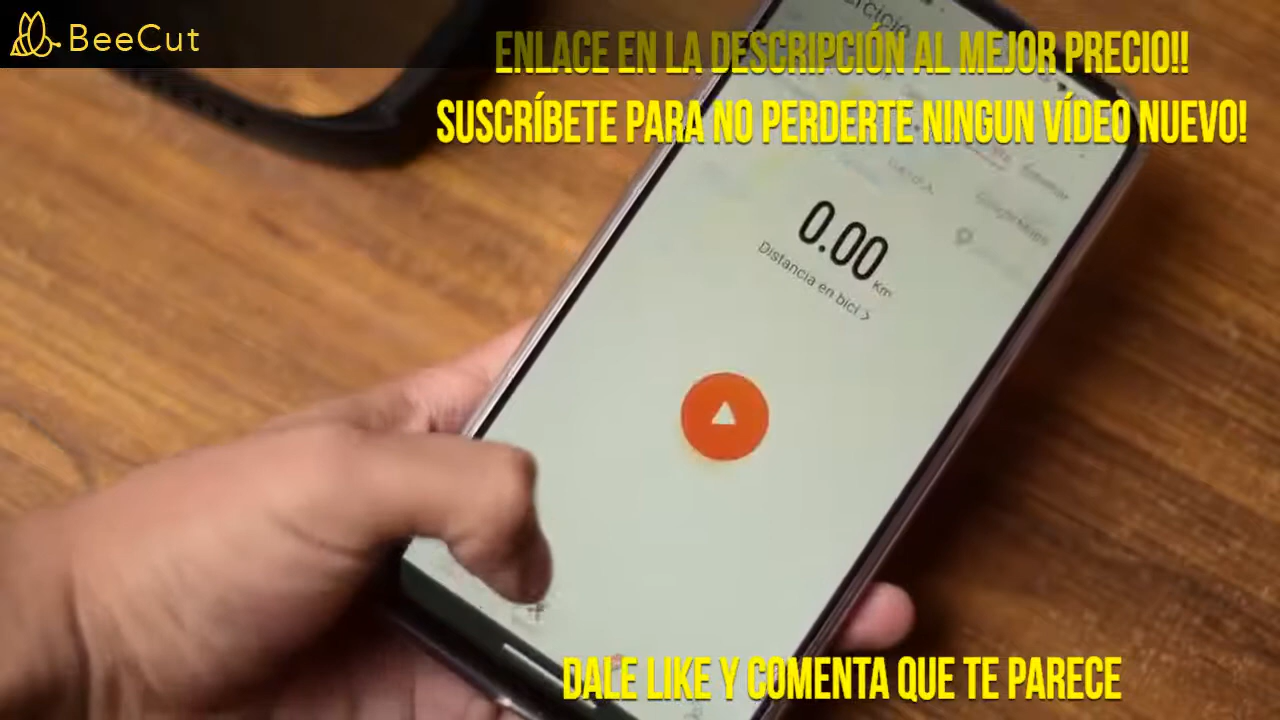 BeeCut
ENLACE EN LA DESCRIPCIÓN AL MEJOR PRECIO!!
SUSCRÍBETE PARA NO PERDERTE NINGUN VÍDEO NUEVO!
0.00 Km
Distancia en bici >
DALE LIKE Y COMENTA QUE TE PARECE